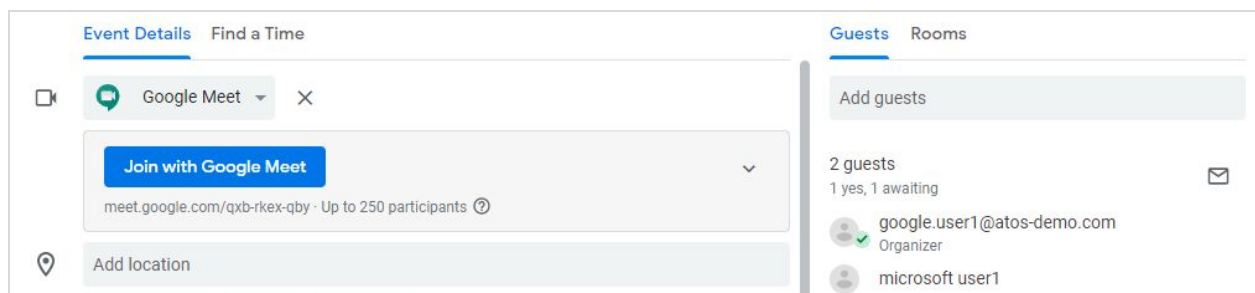 Event Details Find a Time
Google Meet
Join with Google Meet
meet.google.com/qxb-rkex-qby · Up to 250 participants
Add location
Guests Rooms
Add guests
2 guests
1 yes, 1 awaiting
google.user1@atos-demo.com
Organizer
microsoft user1